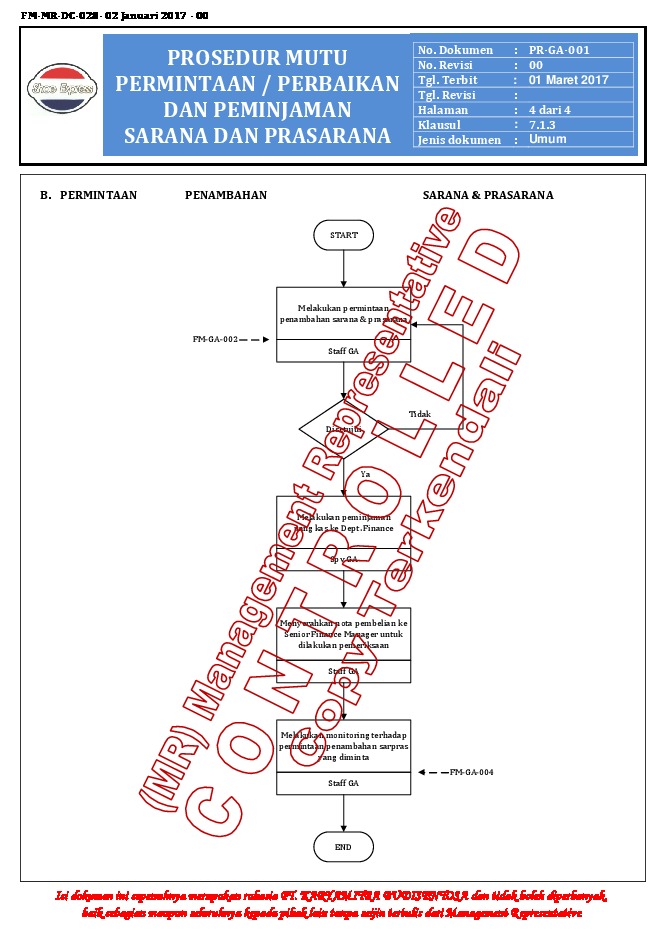 FM-MR-DC-028- 02 Januari 2017 - 00
Shoes Express
PROSEDUR MUTU
PERMINTAAN / PERBAIKAN
DAN PEMINJAMAN
SARANA DAN PRASARANA
No. Dokumen : PR-GA-001
No. Revisi : 00
Tgl. Terbit : 01 Maret 2017
Tgl. Revisi :
Halaman : 4 dari 4
Klausul : 7.1.3
Jenis dokumen : Umum
B. PERMINTAAN PENAMBAHAN SARANA & PRASARANA
START
Melakukan permintaan
penambahan sarana & prasarana
FM-GA-002
Staff GA
Tidak
Disetujui
Ya
Melakukan peminjaman
uang kas ke Dept. Finance
Spv GA
Menyerahkan nota pembelian ke
Senior Finance Manager untuk
dilakukan pemeriksaan
Staff GA
Melakukan monitoring terhadap
permintaan penambahan sarpras
yang diminta
FM-GA-004
Staff GA
END
(MR) Management Representative
CONTROLLED
Copy Terkendali
Isi dokumen ini sepenuhnya merupakan rahasia PT. KARYAMITRA BUDISENTOSA dan tidak boleh diperbanyak,
baik sebagian maupun seluruhnya kepada pihak lain tanpa seijin tertulis dari Management Representative